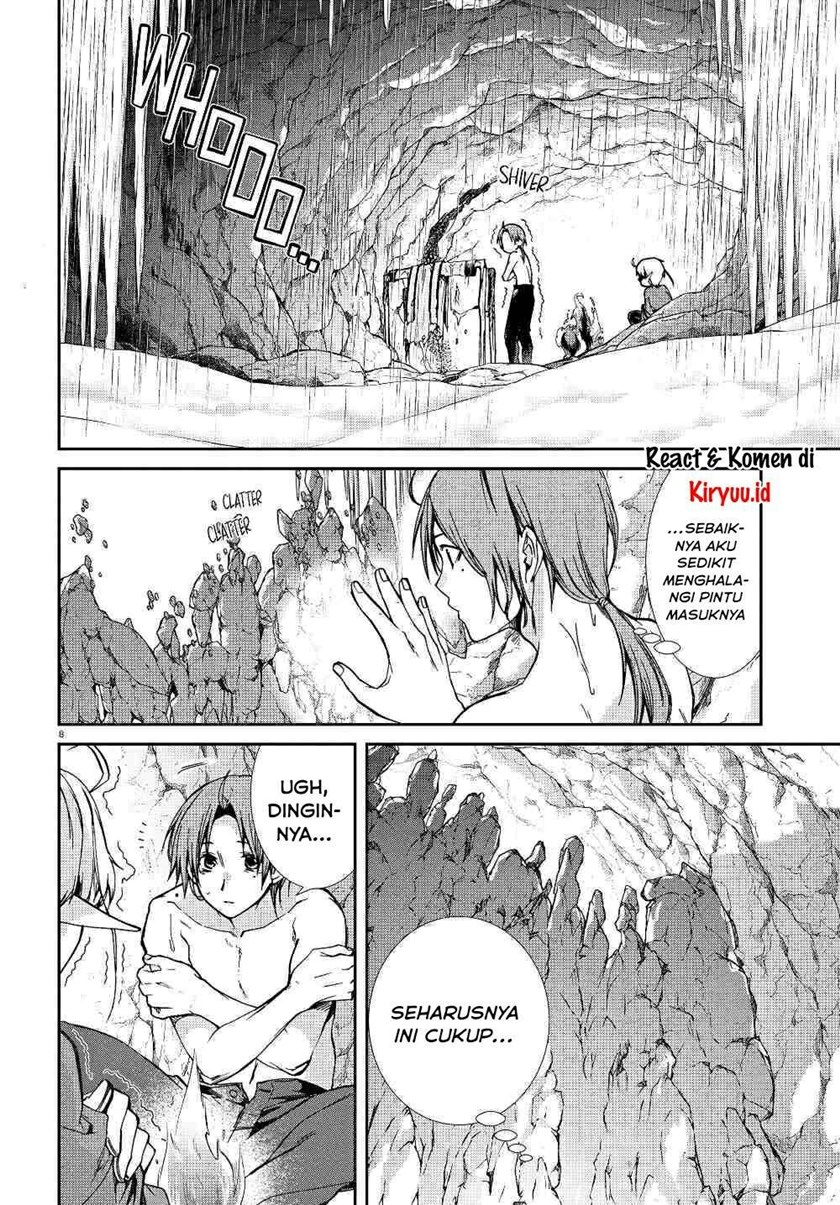 WHOOO...
SHIVER
React & Komen di
Kiryuu.id
CLATTER
CLATTER
...SEBAIK-
NYA AKU
SEDIKIT
MENGHALA-
NGI PINTU
MASUKNYA
8
UGH,
DINGIN-
NYA...
SEHARUSNYA
INI CUKUP...